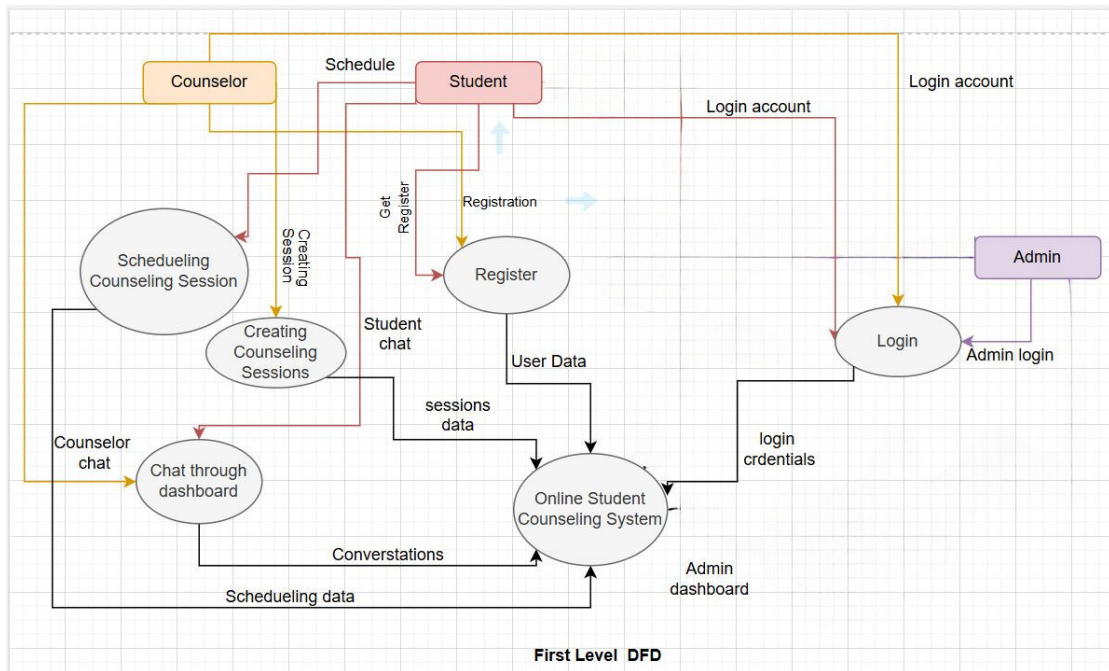 Counselor
Schedule
Student
Login account
Login account
Get
Register
Registration
Creating
Session
Schedueling
Counseling Session
Register
Admin
Creating
Counseling
Sessions
Student
chat
User Data
Login
Admin login
sessions
data
Counselor
chat
Chat through
dashboard
login
crdentials
Online Student
Counseling System
Converstations
Schedueling data
Admin
dashboard
First Level DFD